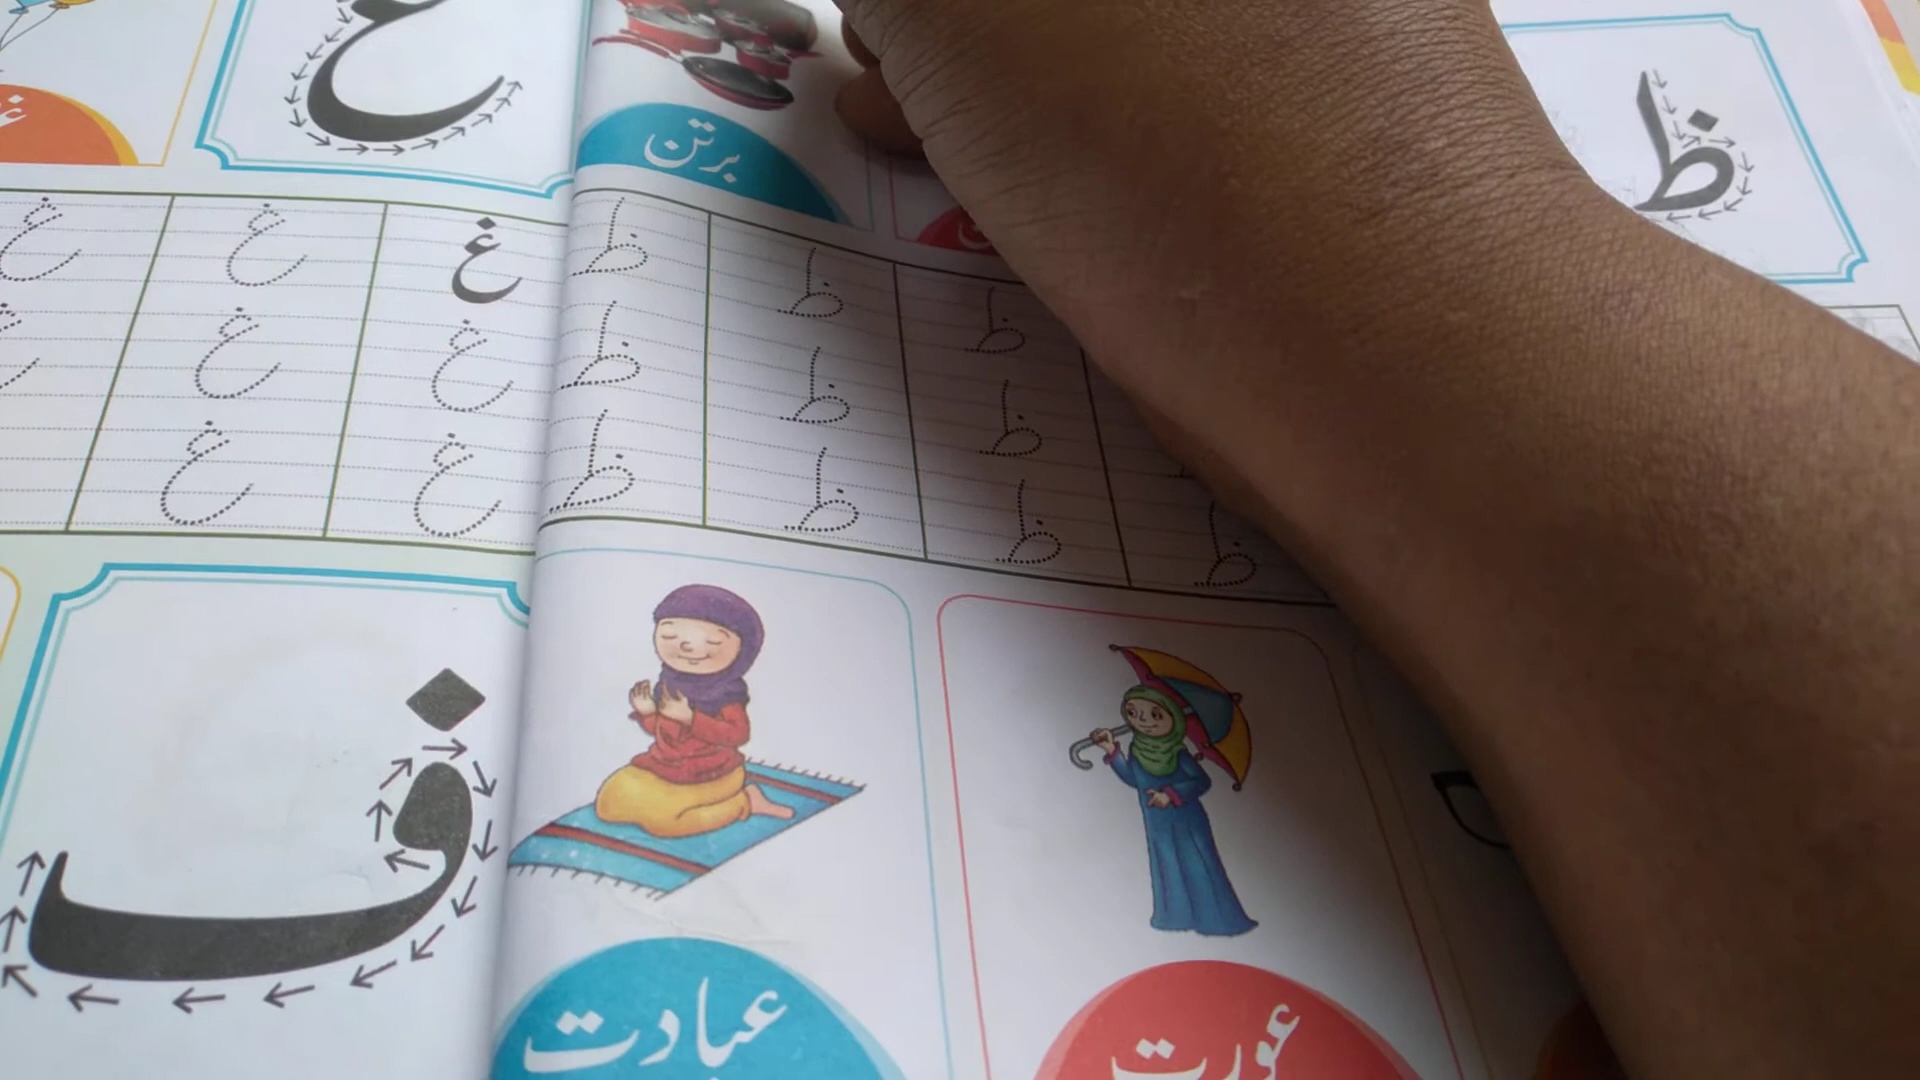 ظ
برتن
ظ ظ ظ
ظ ظ ظ
ظ ظ ظ ظ
عبادت
عورت
غ
غ غ غ
غ غ غ
غ غ
ف